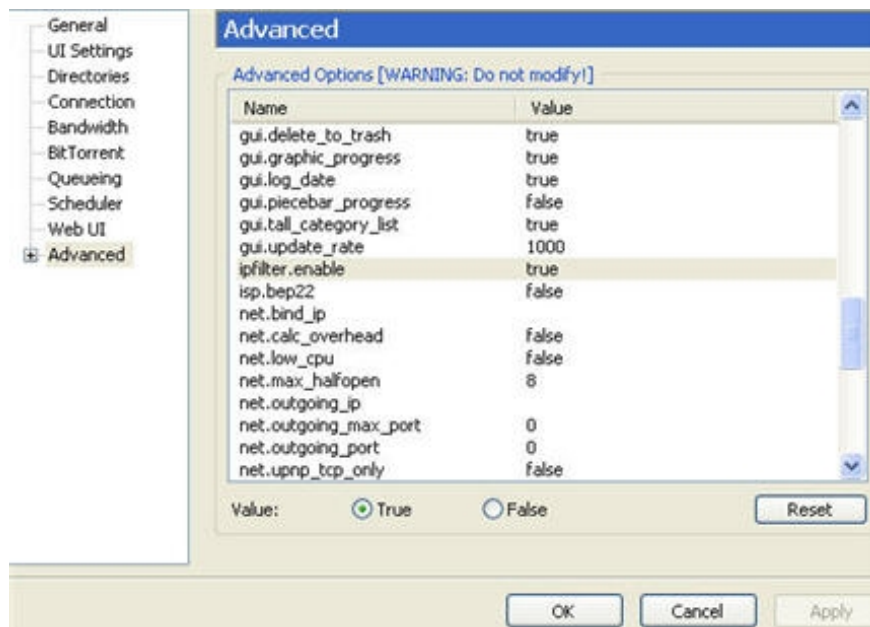 General
UI Settings
Directories
Connection
Bandwidth
BitTorrent
Queueing
Scheduler
Web UI
Advanced
Advanced
Advanced Options [WARNING: Do not modify!]
Name Value
gui.delete_to_trash true
gui.graphic_progress true
gui.log_date true
gui.piecebar_progress false
gui.tall_category_list true
gui.update_rate 1000
ipfilter.enable true
isp.bep22 false
net.bind_ip
net.calc_overhead false
net.low_cpu false
net.max_halfopen 8
net.outgoing_ip
net.outgoing_max_port 0
net.outgoing_port 0
net.upnp_tcp_only false
Value: True False Reset
OK Cancel Apply